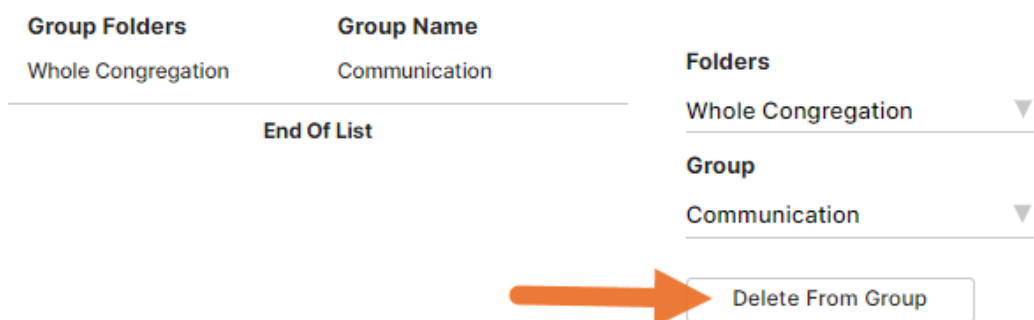 Group Folders Group Name
Whole Congregation Communication
End Of List
Folders
Whole Congregation
Group
Communication
Delete From Group